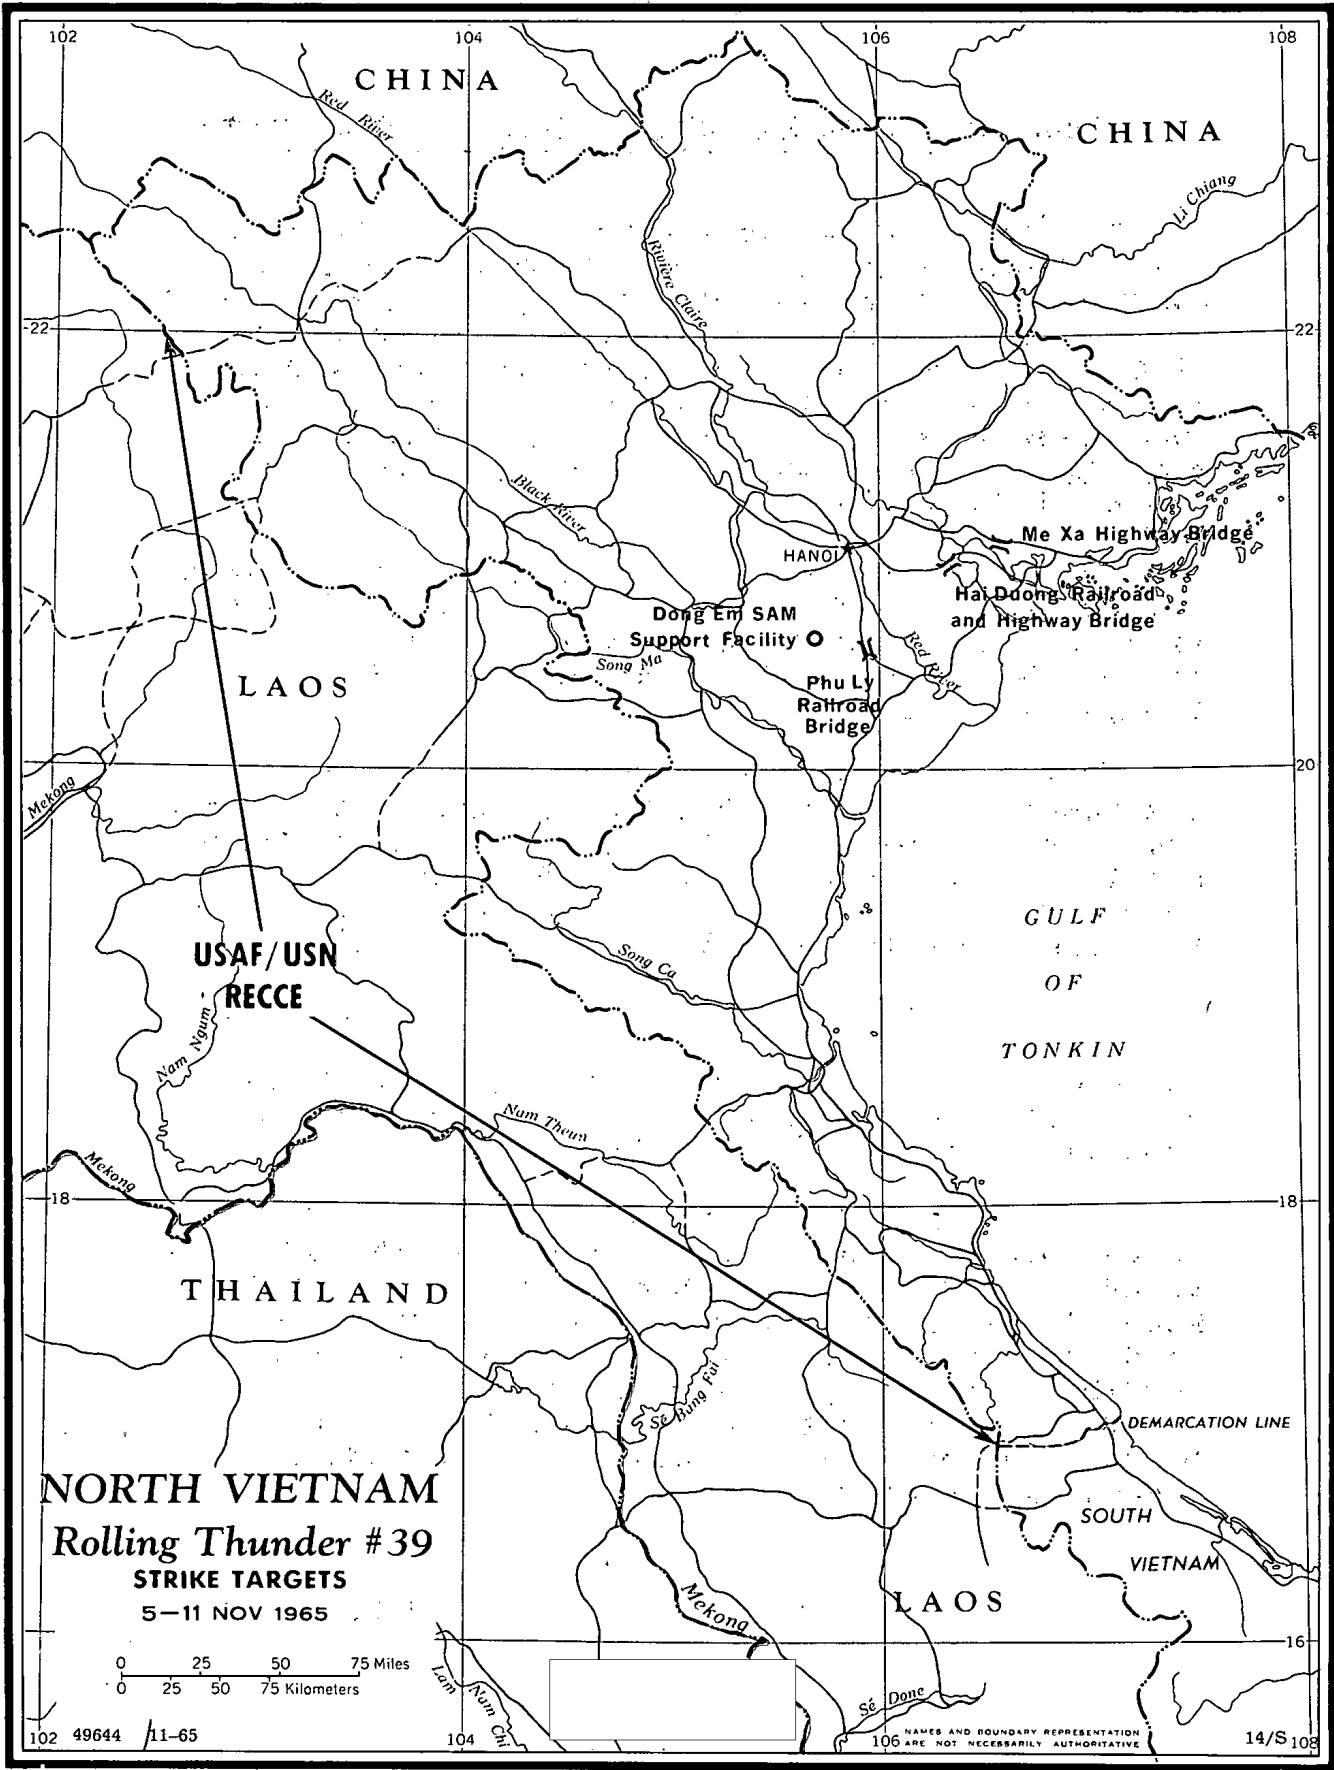 102
104
106
108
CHINA
Red River
CHINA
Li Chiang
Rivière Claire
22
22
Black River
Me Xa Highway Bridge
HANOI
Hai Duong Railroad
and Highway Bridge
Dong Em SAM
Support Facility
Song Ma
Red River
Phu Ly
Railroad
Bridge
LAOS
20
Mekong
GULF
OF
TONKIN
USAF/USN
RECCE
Song Ca
Nam Ngum
Nam Theun
Mekong
18
18
THAILAND
Sé Bang Fai
DEMARCATION LINE
NORTH VIETNAM
Rolling Thunder #39
STRIKE TARGETS
5–11 NOV 1965
SOUTH
VIETNAM
LAOS
Mekong
16
0 25 50 75 Miles
0 25 50 75 Kilometers
Lam Nam Chi
Sé Done
NAMES AND BOUNDARY REPRESENTATION
ARE NOT NECESSARILY AUTHORITATIVE
102
49644 11–65
104
106
14/S
108